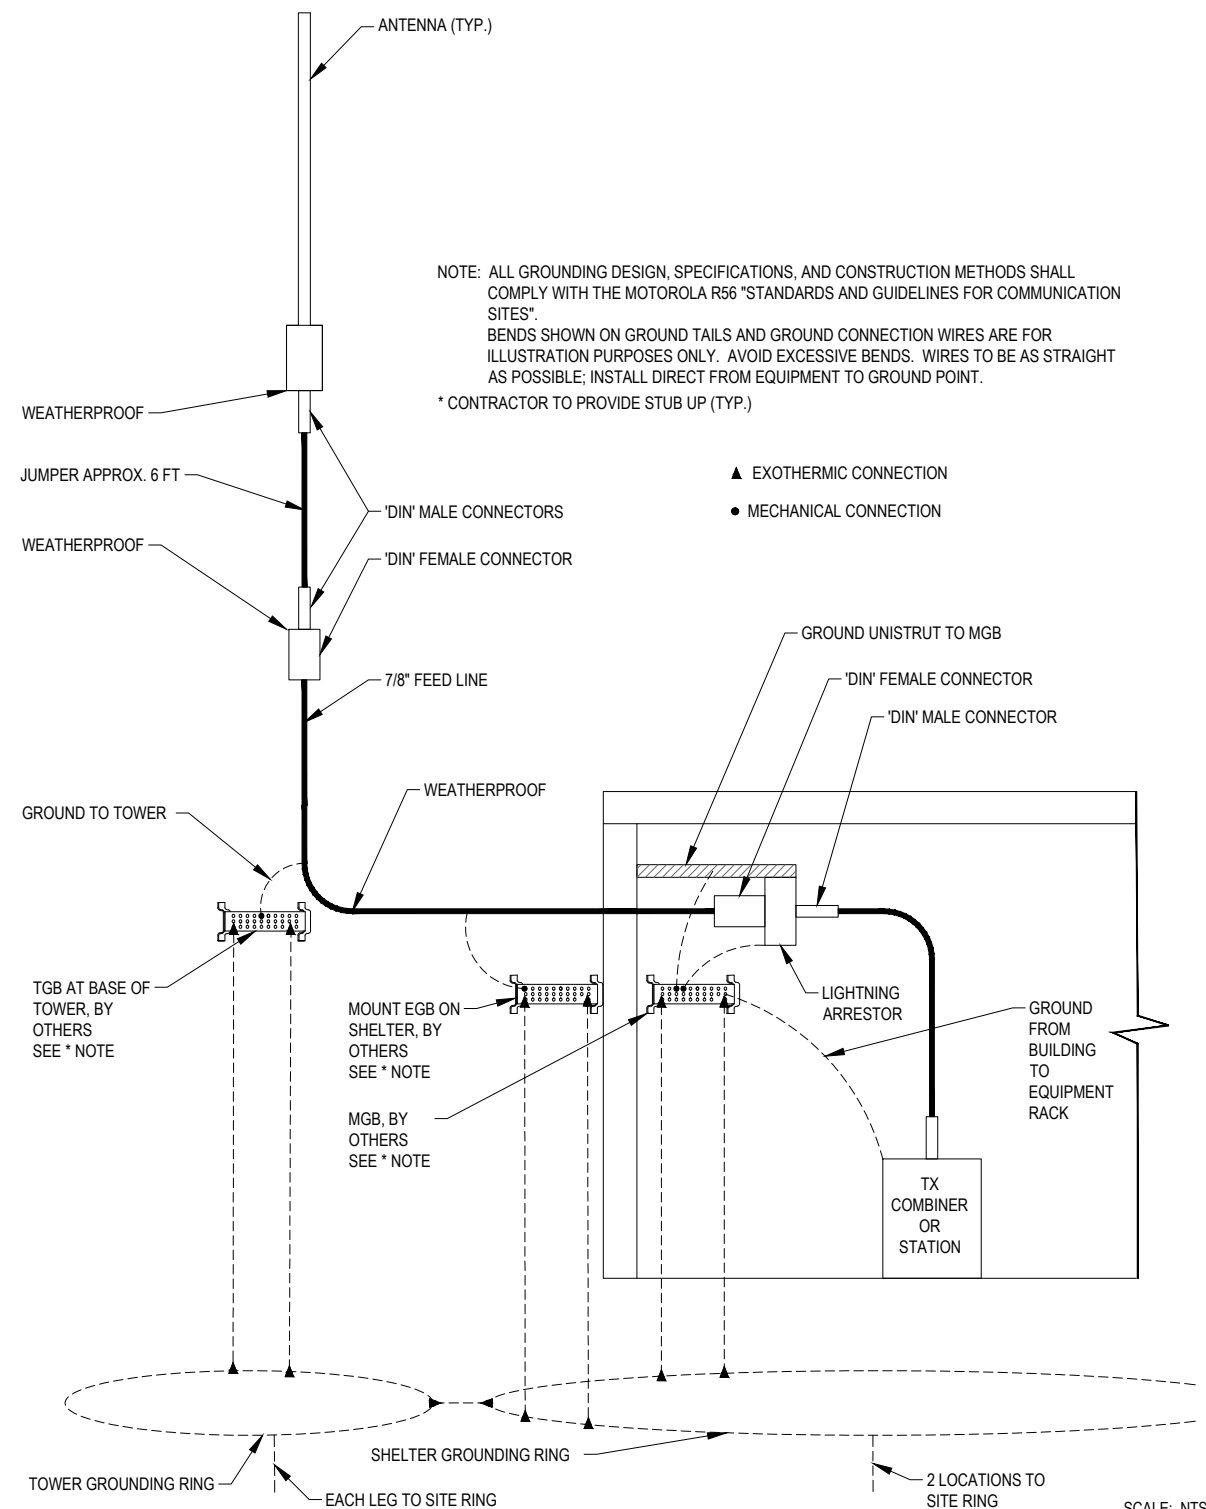 ANTENNA (TYP.)
NOTE: ALL GROUNDING DESIGN, SPECIFICATIONS, AND CONSTRUCTION METHODS SHALL
COMPLY WITH THE MOTOROLA R56 "STANDARDS AND GUIDELINES FOR COMMUNICATION
SITES".
BENDS SHOWN ON GROUND TAILS AND GROUND CONNECTION WIRES ARE FOR
ILLUSTRATION PURPOSES ONLY. AVOID EXCESSIVE BENDS. WIRES TO BE AS STRAIGHT
AS POSSIBLE; INSTALL DIRECT FROM EQUIPMENT TO GROUND POINT.
* CONTRACTOR TO PROVIDE STUB UP (TYP.)
WEATHERPROOF
JUMPER APPROX. 6 FT
EXOTHERMIC CONNECTION
'DIN' MALE CONNECTORS
MECHANICAL CONNECTION
WEATHERPROOF
'DIN' FEMALE CONNECTOR
GROUND UNISTRUT TO MGB
7/8" FEED LINE
'DIN' FEMALE CONNECTOR
'DIN' MALE CONNECTOR
WEATHERPROOF
GROUND TO TOWER
TGB AT BASE OF
TOWER, BY
OTHERS
SEE * NOTE
MOUNT EGB ON
SHELTER, BY
OTHERS
SEE * NOTE
LIGHTNING
ARRESTOR
GROUND
FROM
BUILDING
TO
EQUIPMENT
RACK
MGB, BY
OTHERS
SEE * NOTE
TX
COMBINER
OR
STATION
SHELTER GROUNDING RING
TOWER GROUNDING RING
EACH LEG TO SITE RING
2 LOCATIONS TO
SITE RING
SCALE: NTS